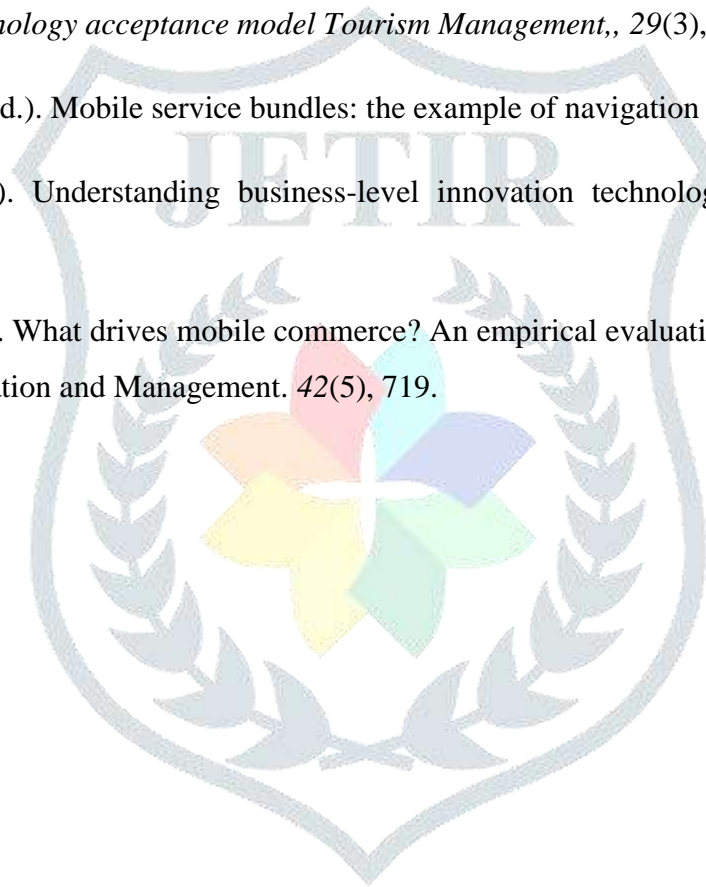 nology acceptance model Tourism Management,, 29(3),
d.). Mobile service bundles: the example of navigation
). Understanding business-level innovation technolog
JETIR
. What drives mobile commerce? An empirical evaluati
ation and Management. 42(5), 719.